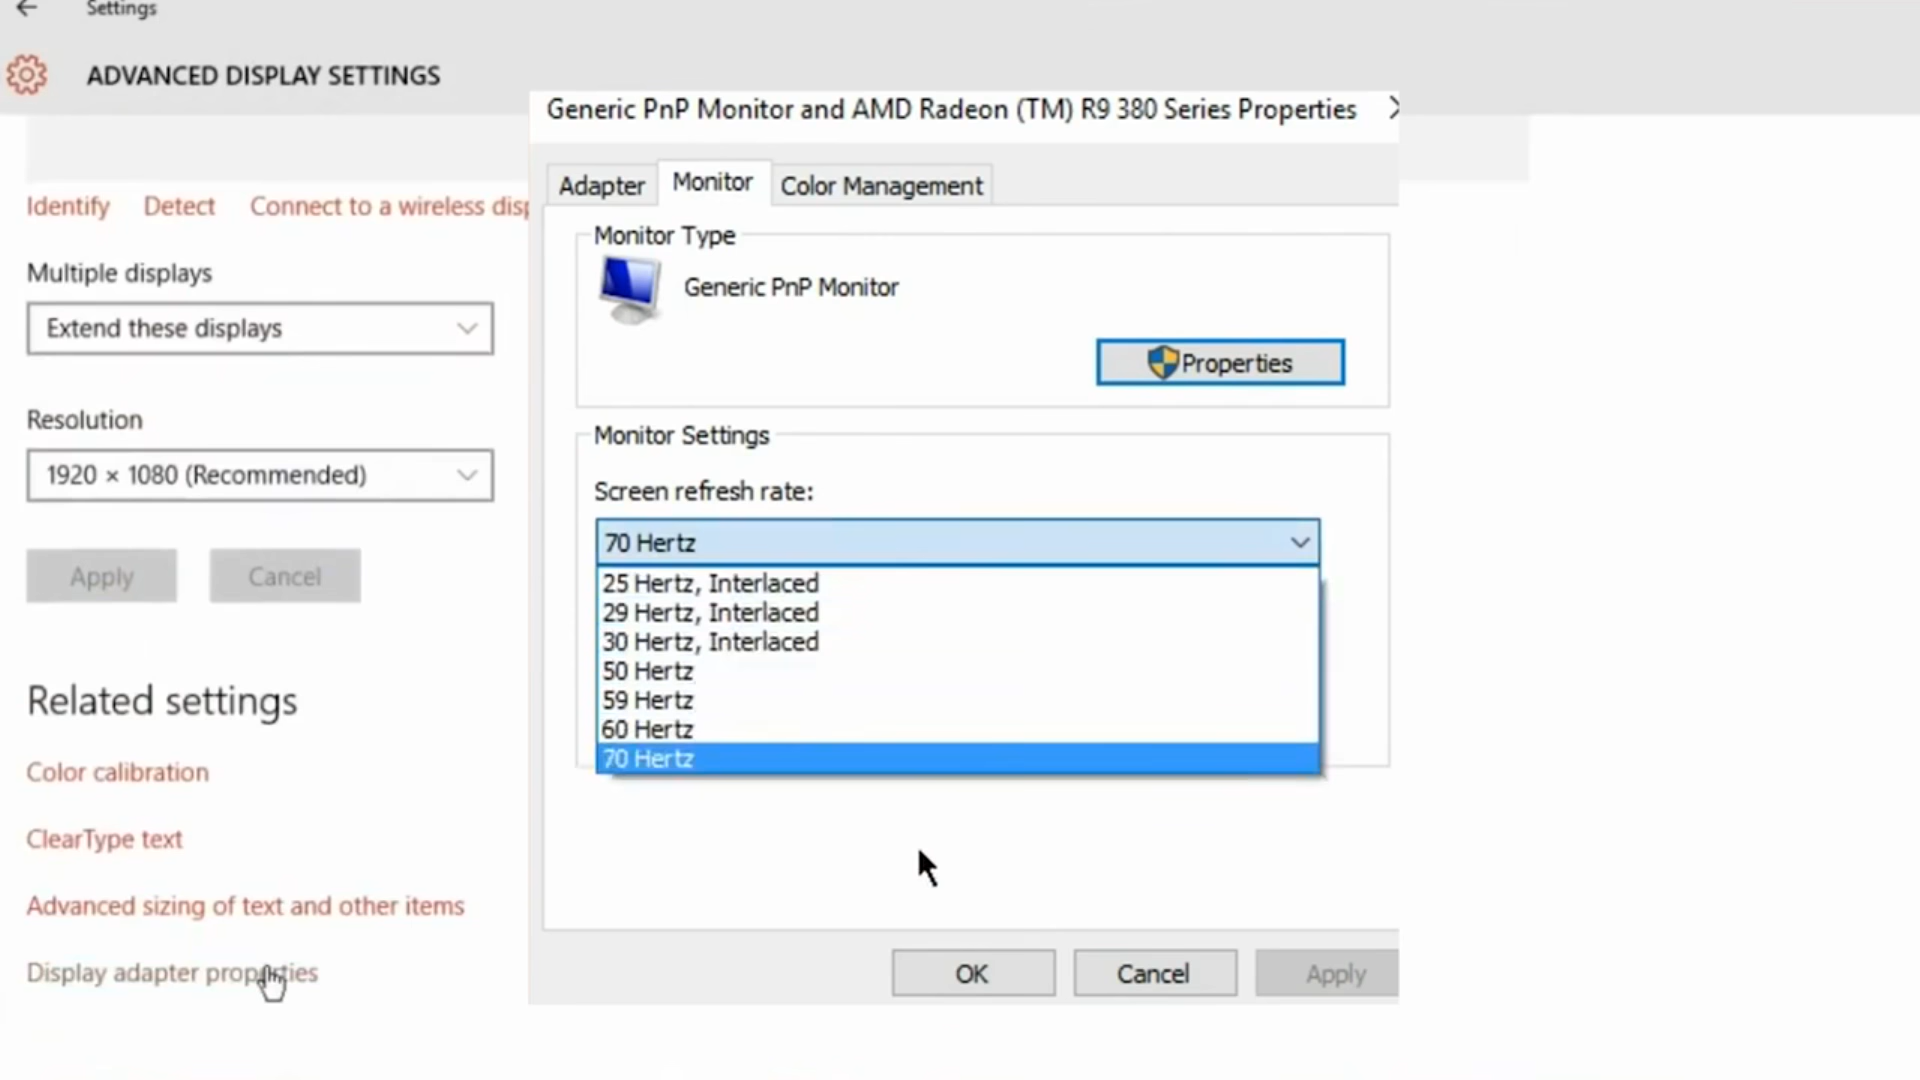 Settings
ADVANCED DISPLAY SETTINGS
Identify Detect Connect to a wireless
Multiple displays
Extend these displays
Resolution
1920 × 1080 (Recommended)
Apply Cancel
Related settings
Color calibration
ClearType text
Advanced sizing of text and other items
Display adapter properties
Generic PnP Monitor and AMD Radeon (TM) R9 380 Series Properties
Adapter Monitor Color Management
Monitor Type
Generic PnP Monitor
Properties
Monitor Settings
Screen refresh rate:
70 Hertz
25 Hertz, Interlaced
29 Hertz, Interlaced
30 Hertz, Interlaced
50 Hertz
59 Hertz
60 Hertz
70 Hertz
OK Cancel Apply